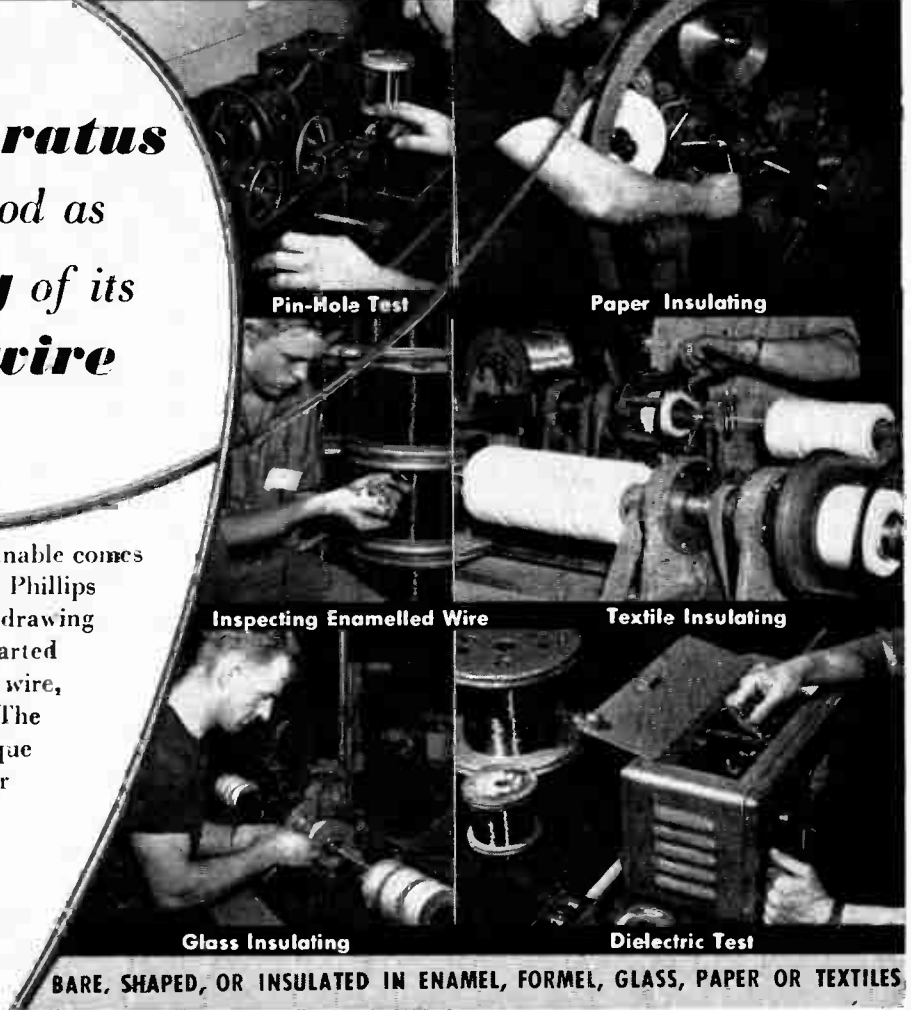 ratus
od as
of its
wire
Pin-Hole Test
Paper Insulating
nable comes
Phillips
drawing
arted
wire,
The
que
r
Inspecting Enamelled Wire
Textile Insulating
Glass Insulating
Dielectric Test
BARE, SHAPED, OR INSULATED IN ENAMEL, FORMEL, GLASS, PAPER OR TEXTILES